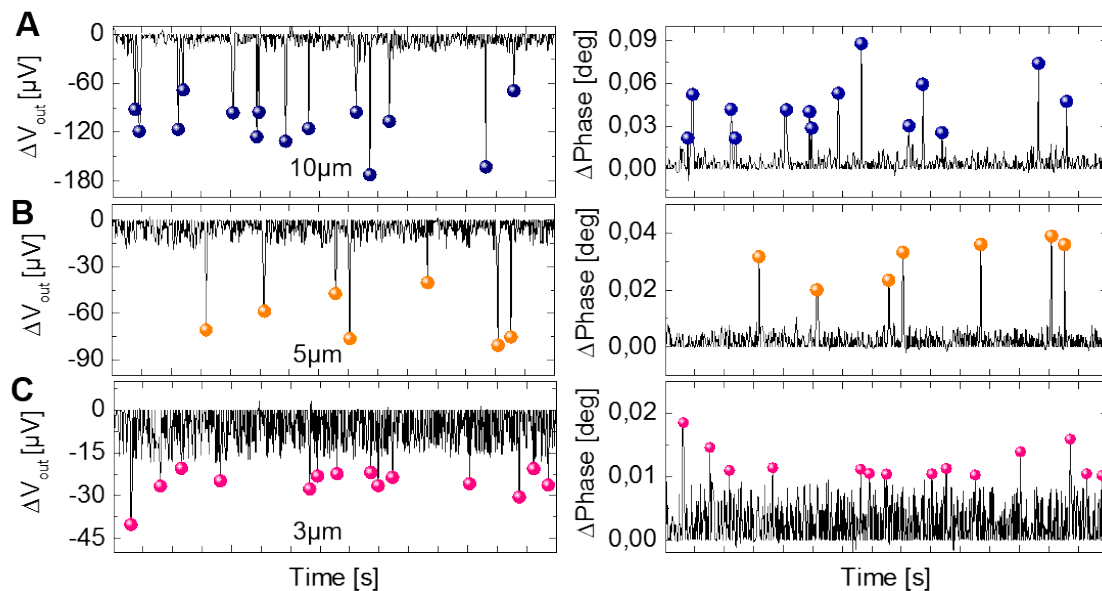 A
ΔV_out [µV]
0
-60
-120
-180
10µm
ΔPhase [deg]
0,09
0,06
0,03
0,00
B
ΔV_out [µV]
0
-30
-60
-90
5µm
ΔPhase [deg]
0,04
0,02
0,00
C
ΔV_out [µV]
0
-15
-30
-45
3µm
Time [s]
ΔPhase [deg]
0,02
0,01
0,00
Time [s]